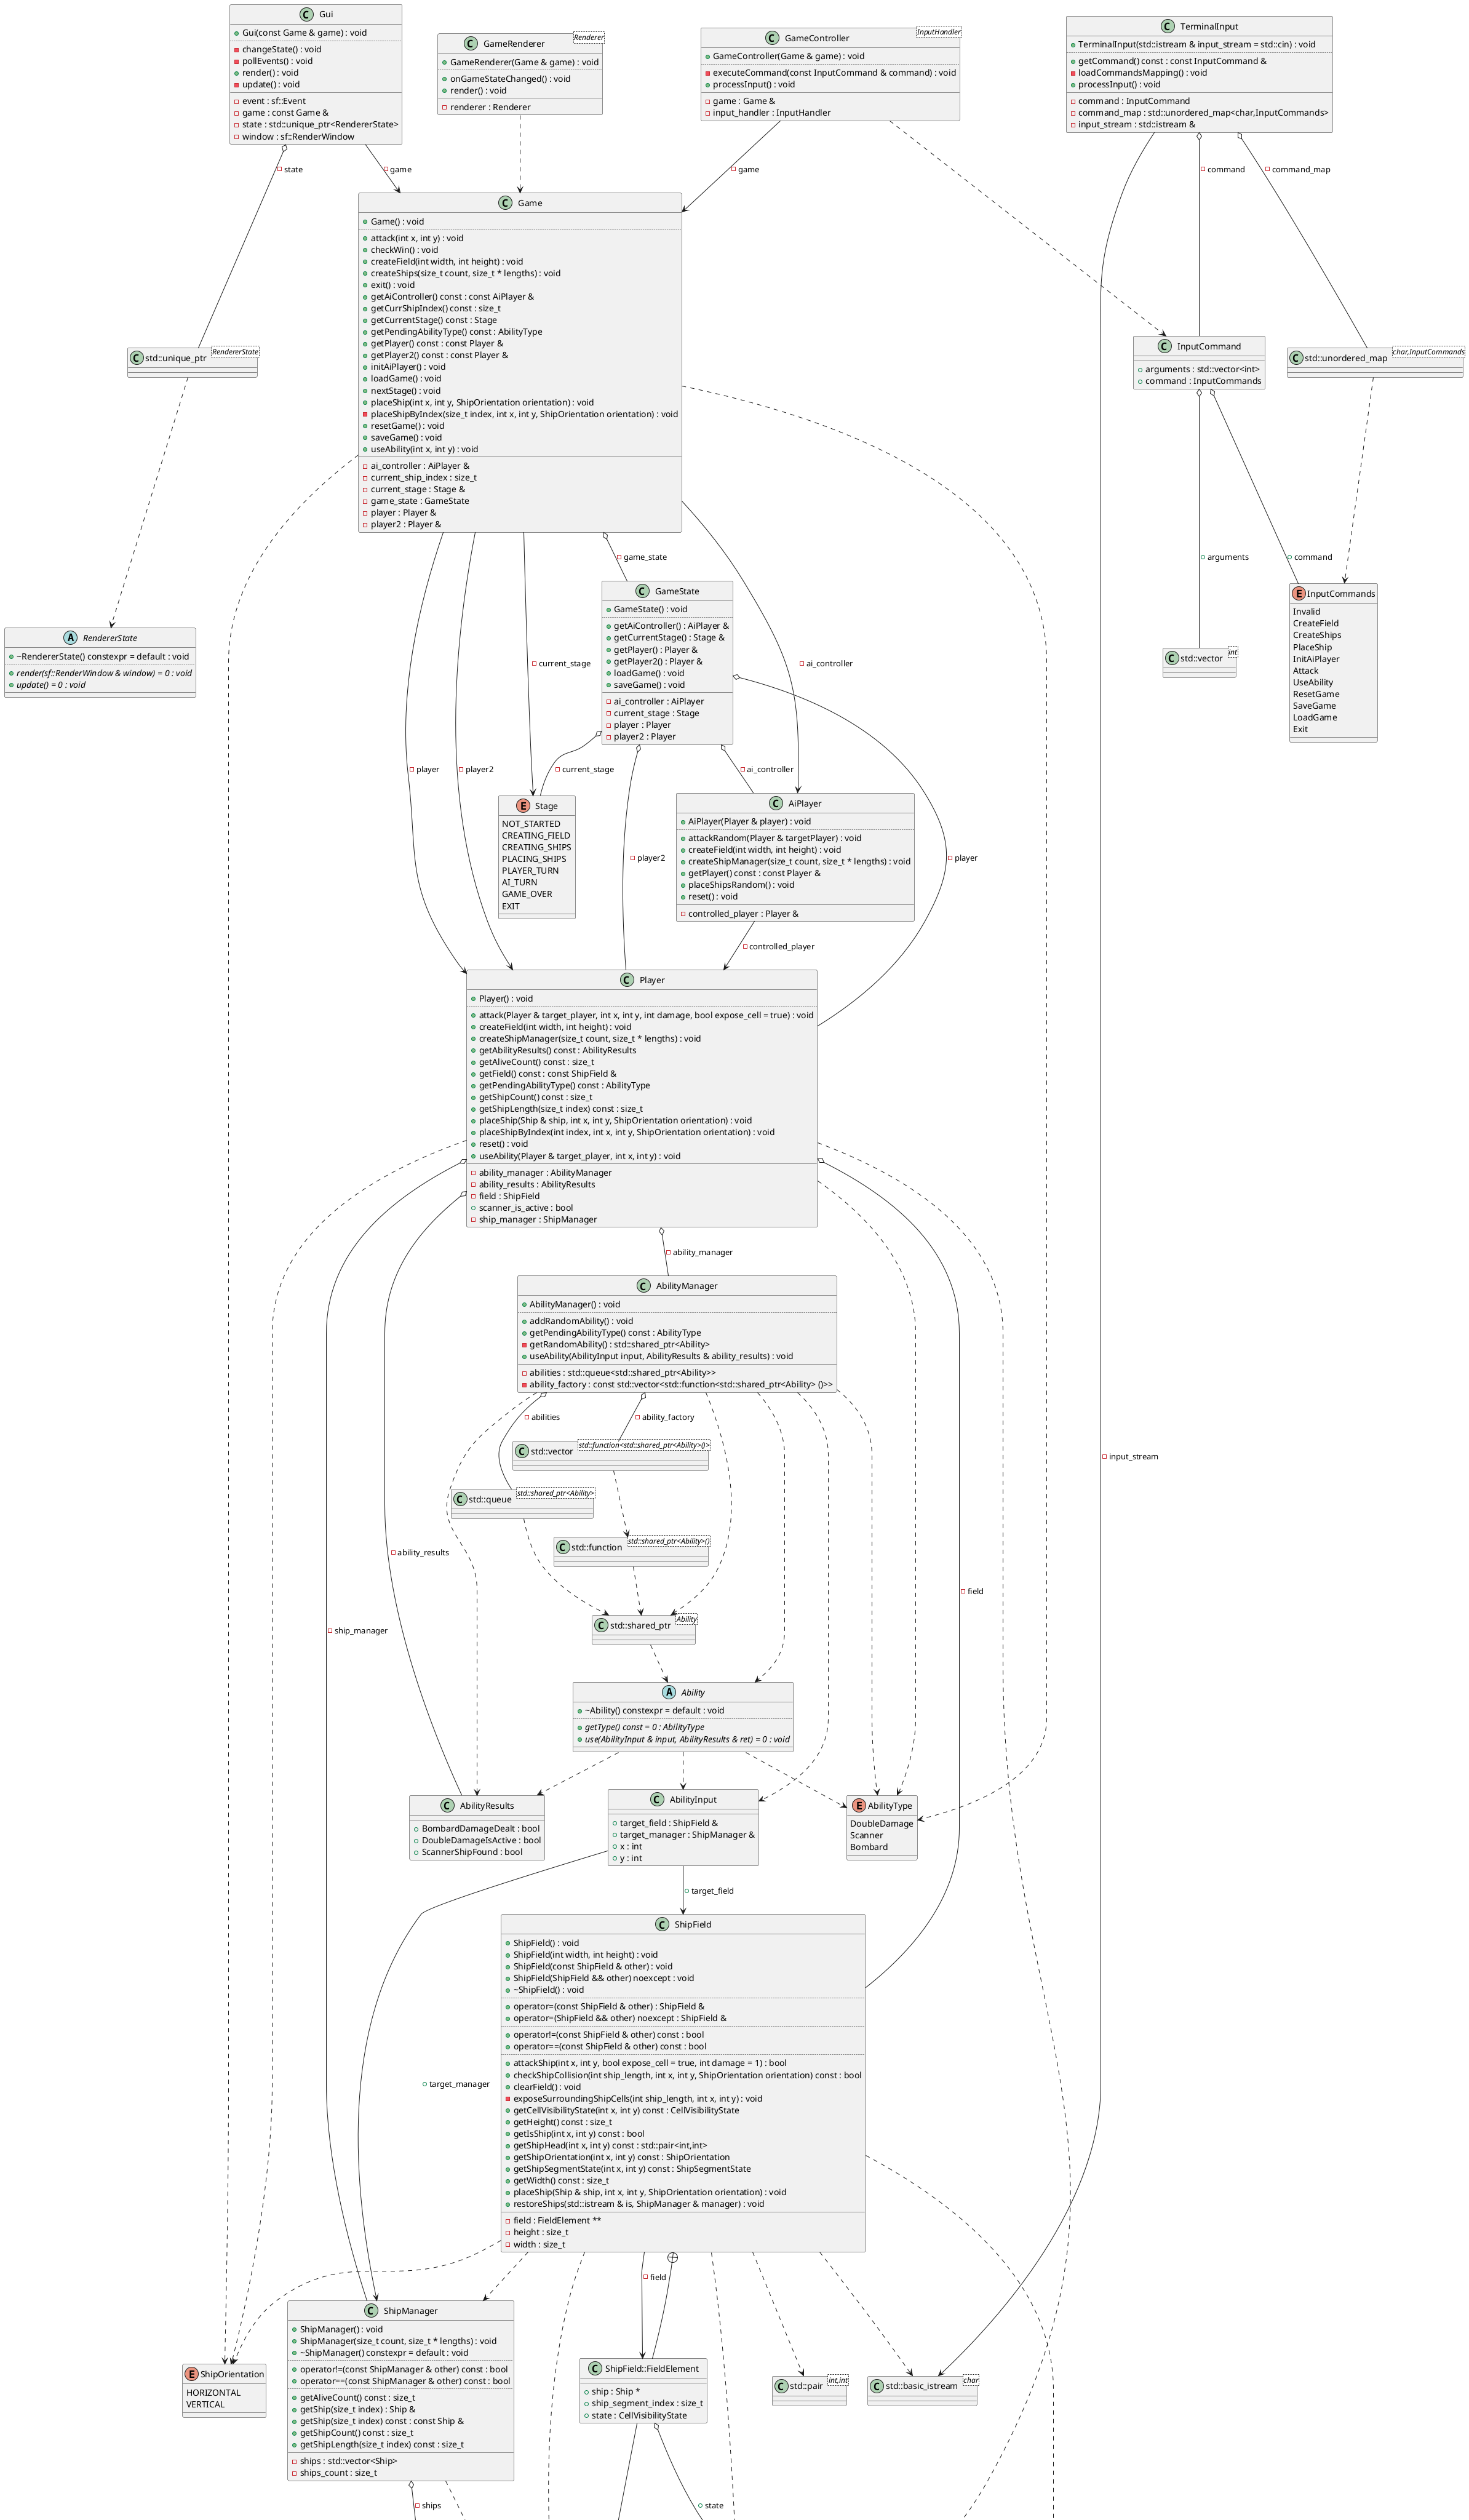 Gui
Gui(const Game & game) : void
changeState() : void
pollEvents() : void
render() : void
update() : void
event : sf::Event
game : const Game &
state : std::unique_ptr<RendererState>
window : sf::RenderWindow
GameRenderer
Renderer
GameRenderer(Game & game) : void
onGameStateChanged() : void
render() : void
renderer : Renderer
GameController
InputHandler
GameController(Game & game) : void
executeCommand(const InputCommand & command) : void
processInput() : void
game : Game &
input_handler : InputHandler
TerminalInput
TerminalInput(std::istream & input_stream = std::cin) : void
getCommand() const : const InputCommand &
loadCommandsMapping() : void
processInput() : void
command : InputCommand
command_map : std::unordered_map<char,InputCommands>
input_stream : std::istream &
state
game
game
command
command_map
Game
Game() : void
attack(int x, int y) : void
checkWin() : void
createField(int width, int height) : void
createShips(size_t count, size_t * lengths) : void
exit() : void
getAiController() const : const AiPlayer &
getCurrShipIndex() const : size_t
getCurrentStage() const : Stage
getPendingAbilityType() const : AbilityType
getPlayer() const : const Player &
getPlayer2() const : const Player &
initAiPlayer() : void
loadGame() : void
nextStage() : void
placeShip(int x, int y, ShipOrientation orientation) : void
placeShipByIndex(size_t index, int x, int y, ShipOrientation orientation) : void
resetGame() : void
saveGame() : void
useAbility(int x, int y) : void
ai_controller : AiPlayer &
current_ship_index : size_t
current_stage : Stage &
game_state : GameState
player : Player &
player2 : Player &
std::unique_ptr
RendererState
InputCommand
arguments : std::vector<int>
command : InputCommands
std::unordered_map
char,InputCommands
game_state
arguments
command
RendererState
~RendererState() constexpr = default : void
render(sf::RenderWindow & window) = 0 : void
update() = 0 : void
GameState
GameState() : void
getAiController() : AiPlayer &
getCurrentStage() : Stage &
getPlayer() : Player &
getPlayer2() : Player &
loadGame() : void
saveGame() : void
ai_controller : AiPlayer
current_stage : Stage
player : Player
player2 : Player
std::vector
int
InputCommands
Invalid
CreateField
CreateShips
PlaceShip
InitAiPlayer
Attack
UseAbility
ResetGame
SaveGame
LoadGame
Exit
current_stage
ai_controller
player
player2
current_stage
ai_controller
Stage
NOT_STARTED
CREATING_FIELD
CREATING_SHIPS
PLACING_SHIPS
PLAYER_TURN
AI_TURN
GAME_OVER
EXIT
player2
player
AiPlayer
AiPlayer(Player & player) : void
attackRandom(Player & targetPlayer) : void
createField(int width, int height) : void
createShipManager(size_t count, size_t * lengths) : void
getPlayer() const : const Player &
placeShipsRandom() : void
reset() : void
controlled_player : Player &
controlled_player
Player
Player() : void
attack(Player & target_player, int x, int y, int damage, bool expose_cell = true) : void
createField(int width, int height) : void
createShipManager(size_t count, size_t * lengths) : void
getAbilityResults() const : AbilityResults
getAliveCount() const : size_t
getField() const : const ShipField &
getPendingAbilityType() const : AbilityType
getShipCount() const : size_t
getShipLength(size_t index) const : size_t
placeShip(Ship & ship, int x, int y, ShipOrientation orientation) : void
placeShipByIndex(int index, int x, int y, ShipOrientation orientation) : void
reset() : void
useAbility(Player & target_player, int x, int y) : void
ability_manager : AbilityManager
ability_results : AbilityResults
field : ShipField
scanner_is_active : bool
ship_manager : ShipManager
ability_manager
AbilityManager
AbilityManager() : void
addRandomAbility() : void
getPendingAbilityType() const : AbilityType
getRandomAbility() : std::shared_ptr<Ability>
useAbility(AbilityInput input, AbilityResults & ability_results) : void
abilities : std::queue<std::shared_ptr<Ability>>
ability_factory : const std::vector<std::function<std::shared_ptr<Ability> ()>>
abilities
ability_factory
std::vector
std::function<std::shared_ptr<Ability>()>
input_stream
std::queue
std::shared_ptr<Ability>
std::function
std::shared_ptr<Ability>()
ability_results
field
ship_manager
std::shared_ptr
Ability
Ability
~Ability() constexpr = default : void
getType() const = 0 : AbilityType
use(AbilityInput & input, AbilityResults & ret) = 0 : void
AbilityResults
BombardDamageDealt : bool
DoubleDamageIsActive : bool
ScannerShipFound : bool
AbilityInput
target_field : ShipField &
target_manager : ShipManager &
x : int
y : int
AbilityType
DoubleDamage
Scanner
Bombard
target_field
ShipField
ShipField() : void
ShipField(int width, int height) : void
ShipField(const ShipField & other) : void
ShipField(ShipField && other) noexcept : void
~ShipField() : void
operator=(const ShipField & other) : ShipField &
operator=(ShipField && other) noexcept : ShipField &
operator!=(const ShipField & other) const : bool
operator==(const ShipField & other) const : bool
attackShip(int x, int y, bool expose_cell = true, int damage = 1) : bool
checkShipCollision(int ship_length, int x, int y, ShipOrientation orientation) const : bool
clearField() : void
exposeSurroundingShipCells(int ship_length, int x, int y) : void
getCellVisibilityState(int x, int y) const : CellVisibilityState
getHeight() const : size_t
getIsShip(int x, int y) const : bool
getShipHead(int x, int y) const : std::pair<int,int>
getShipOrientation(int x, int y) const : ShipOrientation
getShipSegmentState(int x, int y) const : ShipSegmentState
getWidth() const : size_t
placeShip(Ship & ship, int x, int y, ShipOrientation orientation) : void
restoreShips(std::istream & is, ShipManager & manager) : void
field : FieldElement **
height : size_t
width : size_t
target_manager
field
ShipOrientation
HORIZONTAL
VERTICAL
ShipManager
ShipManager() : void
ShipManager(size_t count, size_t * lengths) : void
~ShipManager() constexpr = default : void
operator!=(const ShipManager & other) const : bool
operator==(const ShipManager & other) const : bool
getAliveCount() const : size_t
getShip(size_t index) : Ship &
getShip(size_t index) const : const Ship &
getShipCount() const : size_t
getShipLength(size_t index) const : size_t
ships : std::vector<Ship>
ships_count : size_t
ShipField::FieldElement
ship : Ship *
ship_segment_index : size_t
state : CellVisibilityState
std::pair
int,int
std::basic_istream
char
ships
state